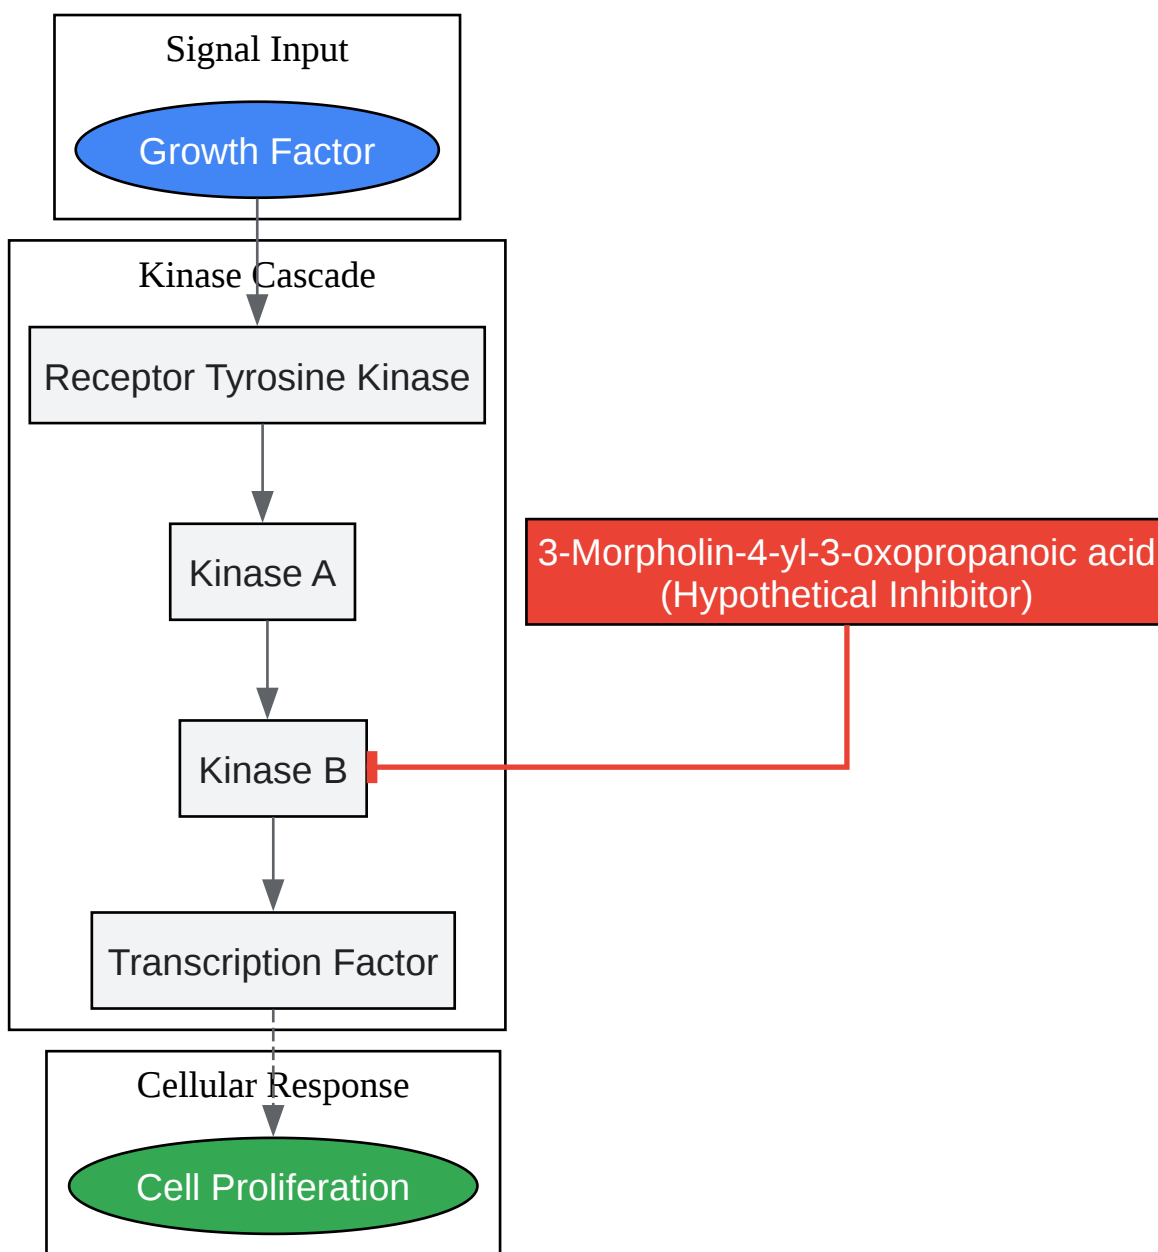 Signal Input
Growth Factor
Kinase Cascade
Receptor Tyrosine Kinase
Kinase A
3-Morpholin-4-yl-3-oxopropanoic acid
(Hypothetical Inhibitor)
Kinase B
Transcription Factor
Cellular Response
Cell Proliferation